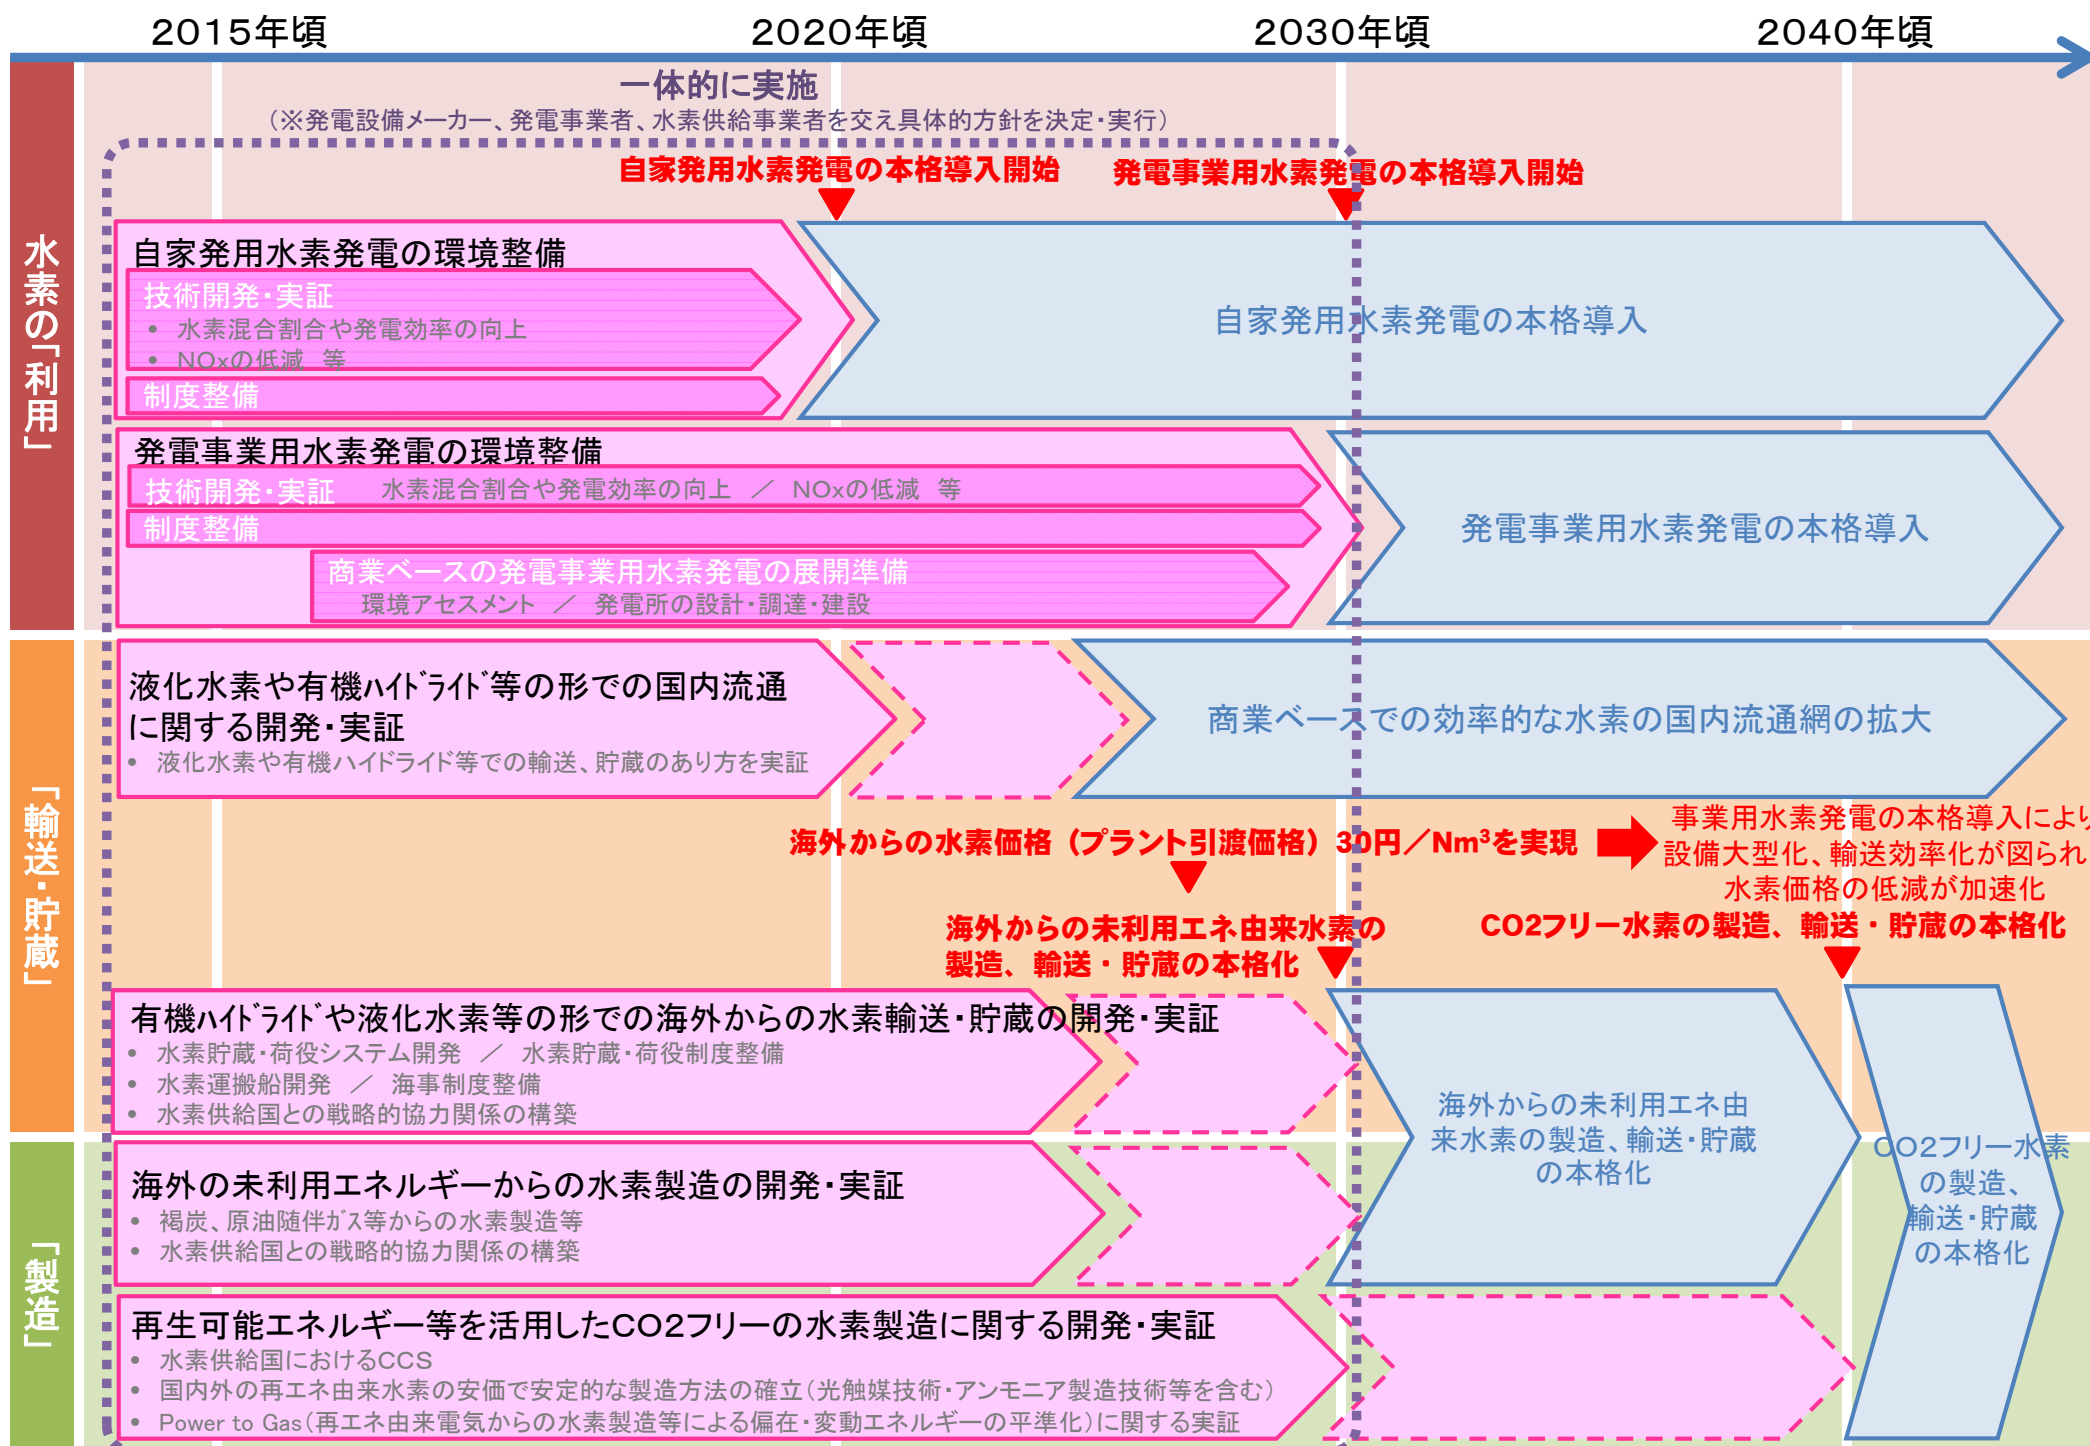 2015年頃
2020年頃
2030年頃
2040年頃
一体的に実施
(※発電設備メーカー、発電事業者、水素供給事業者を交え具体的方針を決定・実行)
自家発用水素発電の本格導入開始
発電事業用水素発電の本格導入開始
水素の「利用」
自家発用水素発電の環境整備
技術開発・実証
• 水素混合割合や発電効率の向上
• NOxの低減 等
制度整備
自家発用水素発電の本格導入
発電事業用水素発電の環境整備
技術開発・実証 水素混合割合や発電効率の向上 ／ NOxの低減 等
制度整備
商業ベースの発電事業用水素発電の展開準備
環境アセスメント ／ 発電所の設計・調達・建設
発電事業用水素発電の本格導入
「輸送・貯蔵」
液化水素や有機ﾊｲﾄﾞﾗｲﾄﾞ等の形での国内流通
に関する開発・実証
• 液化水素や有機ハイドライド等での輸送、貯蔵のあり方を実証
商業ベースでの効率的な水素の国内流通網の拡大
海外からの水素価格（プラント引渡価格）30円／Nm³を実現
事業用水素発電の本格導入により
設備大型化、輸送効率化が図られ
水素価格の低減が加速化
海外からの未利用エネ由来水素の
製造、輸送・貯蔵の本格化
CO2フリー水素の製造、輸送・貯蔵の本格化
有機ﾊｲﾄﾞﾗｲﾄﾞや液化水素等の形での海外からの水素輸送・貯蔵の開発・実証
• 水素貯蔵・荷役システム開発 ／ 水素貯蔵・荷役制度整備
• 水素運搬船開発 ／ 海事制度整備
• 水素供給国との戦略的協力関係の構築
海外からの未利用エネ由
来水素の製造、輸送・貯蔵
の本格化
CO2フリー水素
の製造、
輸送・貯蔵
の本格化
「製造」
海外の未利用エネルギーからの水素製造の開発・実証
• 褐炭、原油随伴ｶﾞｽ等からの水素製造等
• 水素供給国との戦略的協力関係の構築
再生可能エネルギー等を活用したCO2フリーの水素製造に関する開発・実証
• 水素供給国におけるCCS
• 国内外の再エネ由来水素の安価で安定的な製造方法の確立（光触媒技術・アンモニア製造技術等を含む）
• Power to Gas（再エネ由来電気からの水素製造等による偏在・変動エネルギーの平準化）に関する実証